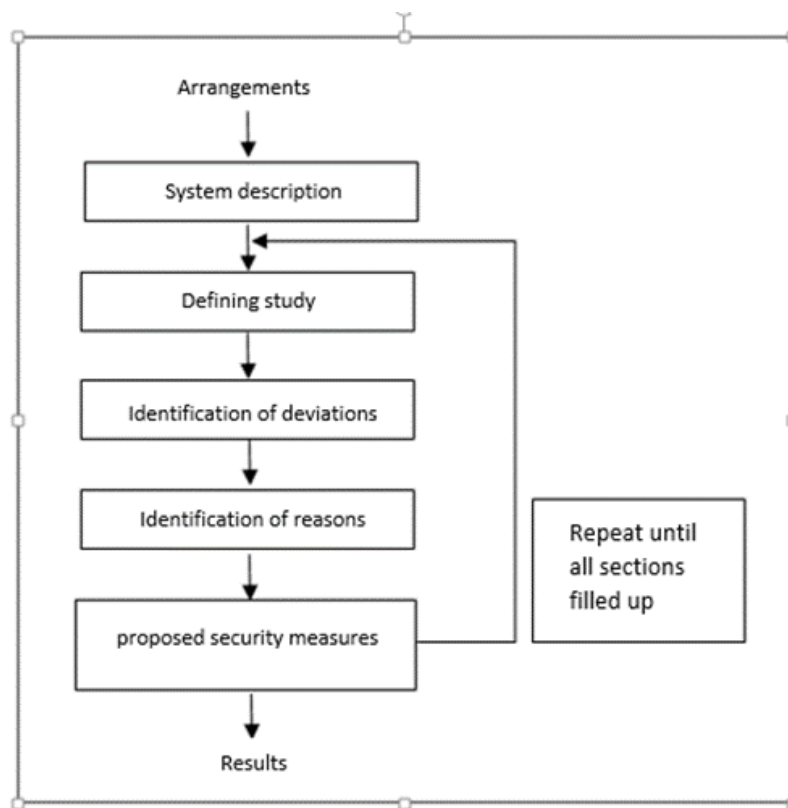 Arrangements
System description
Defining study
Identification of deviations
Identification of reasons
Repeat until
all sections
filled up
proposed security measures
Results